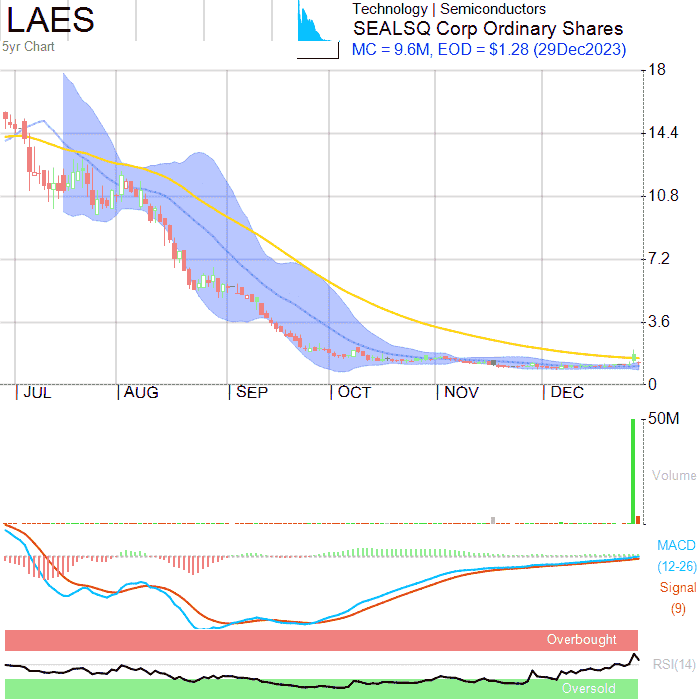 LAES
Technology | Semiconductors
SEALSQ Corp Ordinary Shares
5yr Chart
MC = 9.6M, EOD = $1.28 (29Dec2023)
18
14.4
10.8
7.2
3.6
0
JUL AUG SEP OCT NOV DEC
50M
Volume
MACD
(12-26)
Signal
(9)
Overbought
RSI(14)
Oversold